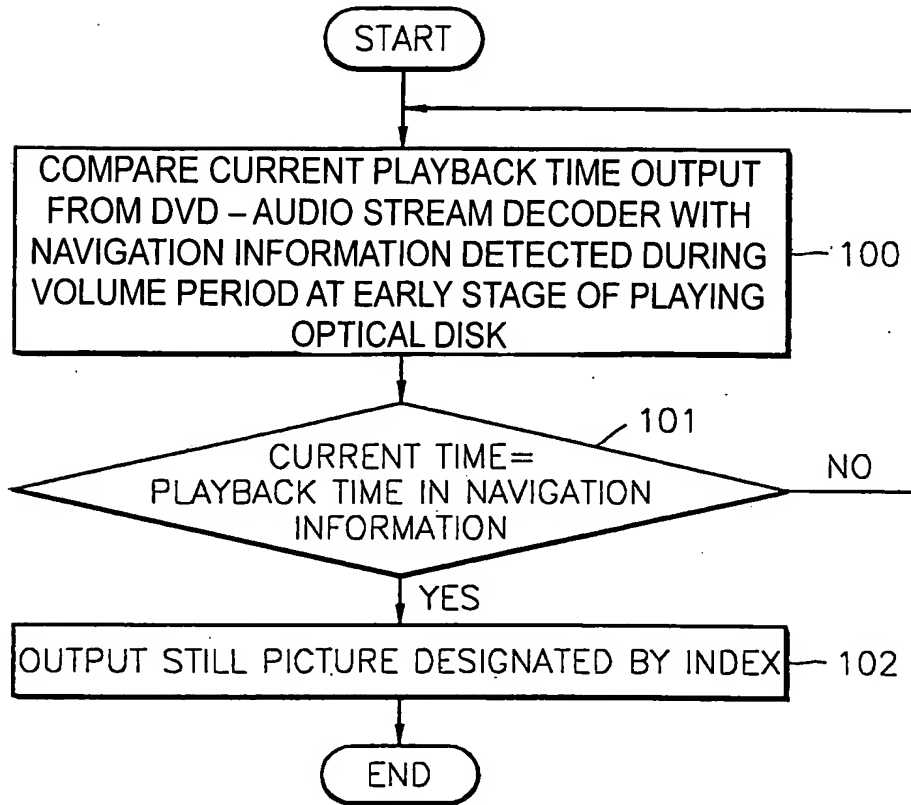 START
COMPARE CURRENT PLAYBACK TIME OUTPUT
FROM DVD – AUDIO STREAM DECODER WITH
NAVIGATION INFORMATION DETECTED DURING
VOLUME PERIOD AT EARLY STAGE OF PLAYING
OPTICAL DISK
100
101
CURRENT TIME=
PLAYBACK TIME IN NAVIGATION
INFORMATION
NO
YES
OUTPUT STILL PICTURE DESIGNATED BY INDEX
102
END